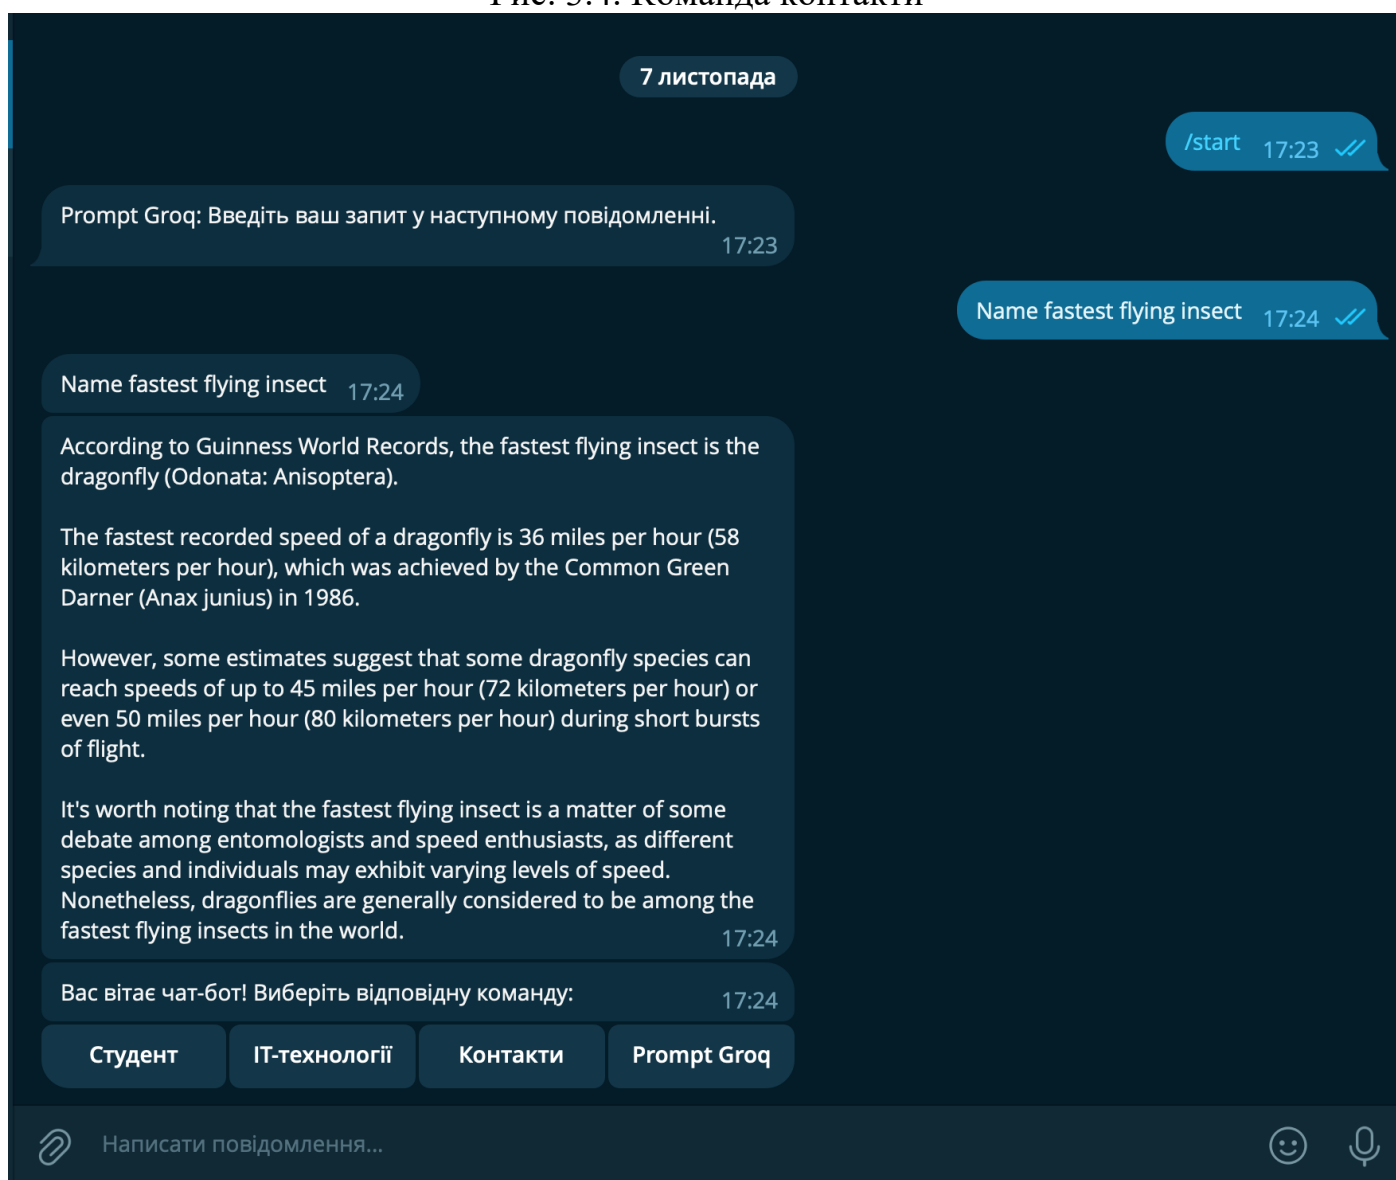 Рис. 3.4. Команда контакти
7 листопада
/start 17:23
Prompt Groq: Введіть ваш запит у наступному повідомленні.
17:23
Name fastest flying insect 17:24
Name fastest flying insect 17:24
According to Guinness World Records, the fastest flying insect is the
dragonfly (Odonata: Anisoptera).
The fastest recorded speed of a dragonfly is 36 miles per hour (58
kilometers per hour), which was achieved by the Common Green
Darner (Anax junius) in 1986.
However, some estimates suggest that some dragonfly species can
reach speeds of up to 45 miles per hour (72 kilometers per hour) or
even 50 miles per hour (80 kilometers per hour) during short bursts
of flight.
It's worth noting that the fastest flying insect is a matter of some
debate among entomologists and speed enthusiasts, as different
species and individuals may exhibit varying levels of speed.
Nonetheless, dragonflies are generally considered to be among the
fastest flying insects in the world. 17:24
Вас вітає чат-бот! Виберіть відповідну команду: 17:24
Студент ІТ-технології Контакти Prompt Groq
Написати повідомлення...